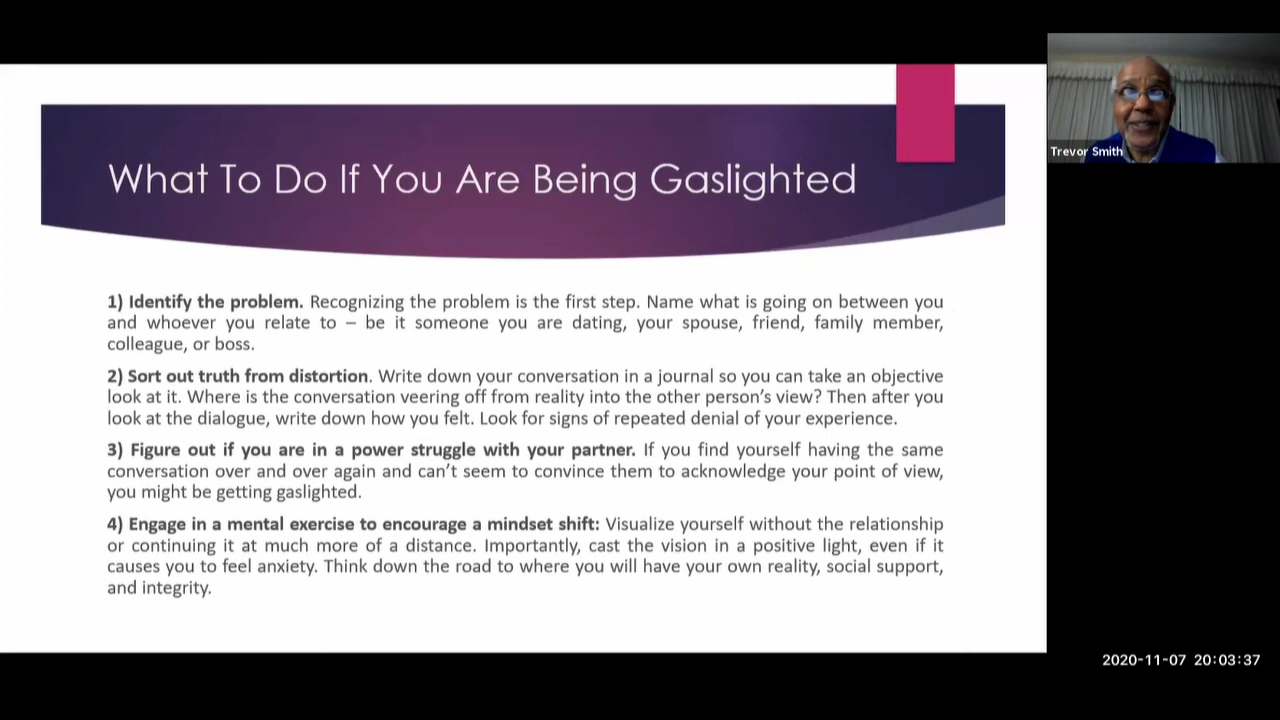 What To Do If You Are Being Gaslighted
Trevor Smith
1) Identify the problem. Recognizing the problem is the first step. Name what is going on between you
and whoever you relate to – be it someone you are dating, your spouse, friend, family member,
colleague, or boss.
2) Sort out truth from distortion. Write down your conversation in a journal so you can take an objective
look at it. Where is the conversation veering off from reality into the other person’s view? Then after you
look at the dialogue, write down how you felt. Look for signs of repeated denial of your experience.
3) Figure out if you are in a power struggle with your partner. If you find yourself having the same
conversation over and over again and can’t seem to convince them to acknowledge your point of view,
you might be getting gaslighted.
4) Engage in a mental exercise to encourage a mindset shift: Visualize yourself without the relationship
or continuing it at much more of a distance. Importantly, cast the vision in a positive light, even if it
causes you to feel anxiety. Think down the road to where you will have your own reality, social support,
and integrity.
2020-11-07 20:03:37